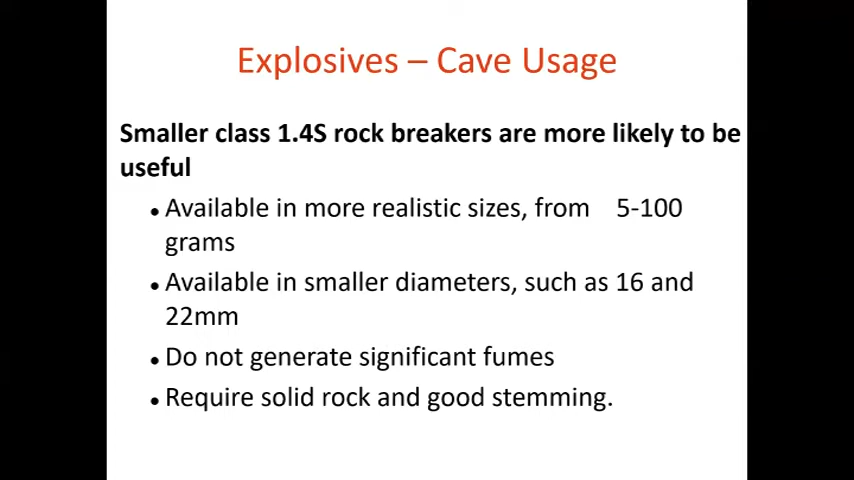 Explosives – Cave Usage
Smaller class 1.4S rock breakers are more likely to be
useful
• Available in more realistic sizes, from 5-100
grams
• Available in smaller diameters, such as 16 and
22mm
• Do not generate significant fumes
• Require solid rock and good stemming.